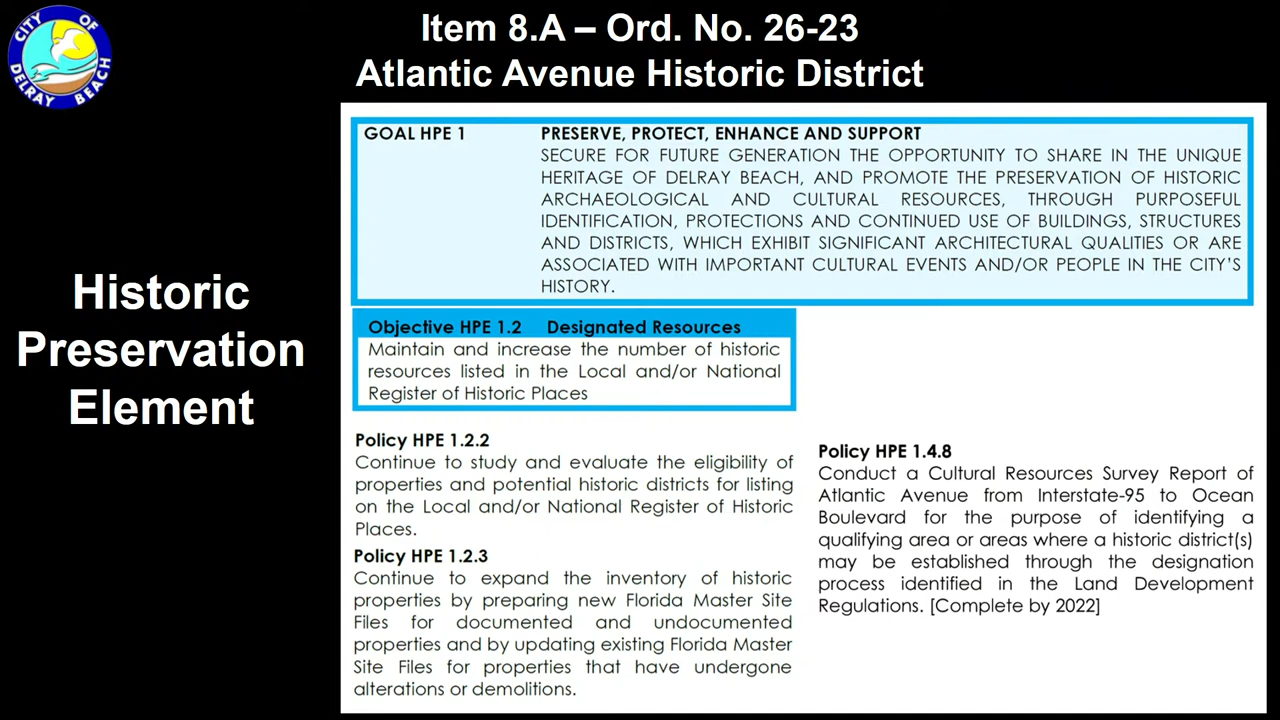 CITY OF
DELRAY BEACH
Item 8.A – Ord. No. 26-23
Atlantic Avenue Historic District
Historic
Preservation
Element
GOAL HPE 1 PRESERVE, PROTECT, ENHANCE AND SUPPORT
SECURE FOR FUTURE GENERATION THE OPPORTUNITY TO SHARE IN THE UNIQUE
HERITAGE OF DELRAY BEACH, AND PROMOTE THE PRESERVATION OF HISTORIC
ARCHAEOLOGICAL AND CULTURAL RESOURCES, THROUGH PURPOSEFUL
IDENTIFICATION, PROTECTIONS AND CONTINUED USE OF BUILDINGS, STRUCTURES
AND DISTRICTS, WHICH EXHIBIT SIGNIFICANT ARCHITECTURAL QUALITIES OR ARE
ASSOCIATED WITH IMPORTANT CULTURAL EVENTS AND/OR PEOPLE IN THE CITY'S
HISTORY.
Objective HPE 1.2 Designated Resources
Maintain and increase the number of historic
resources listed in the Local and/or National
Register of Historic Places
Policy HPE 1.2.2
Continue to study and evaluate the eligibility of
properties and potential historic districts for listing
on the Local and/or National Register of Historic
Places.
Policy HPE 1.2.3
Continue to expand the inventory of historic
properties by preparing new Florida Master Site
Files for documented and undocumented
properties and by updating existing Florida Master
Site Files for properties that have undergone
alterations or demolitions.
Policy HPE 1.4.8
Conduct a Cultural Resources Survey Report of
Atlantic Avenue from Interstate-95 to Ocean
Boulevard for the purpose of identifying a
qualifying area or areas where a historic district(s)
may be established through the designation
process identified in the Land Development
Regulations. [Complete by 2022]